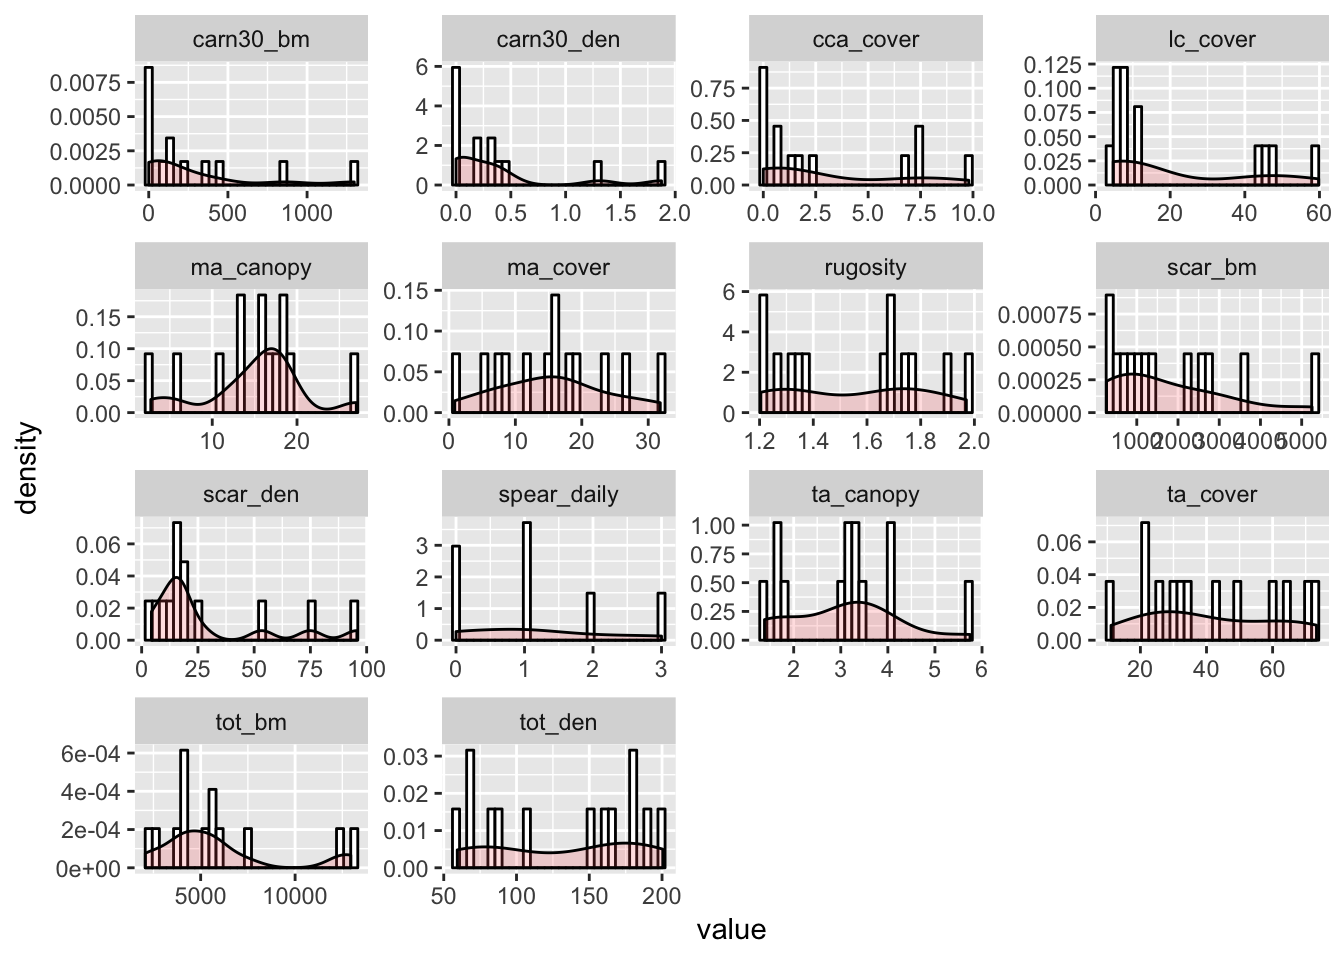 carn30_bm carn30_den cca_cover lc_cover
0.0075 0.0050 0.0025 0.0000
6 4 2 0
0.75 0.50 0.25 0.00
0.125 0.100 0.075 0.050 0.025 0.000
0 500 1000
0.0 0.5 1.0 1.5 2.0
0.0 2.5 5.0 7.5 10.0
0 20 40 60
ma_canopy ma_cover rugosity scar_bm
0.15 0.10 0.05 0.00
0.15 0.10 0.05 0.00
6 4 2 0
0.00075 0.00050 0.00025 0.00000
10 20
0 10 20 30
1.2 1.4 1.6 1.8 2.0
1000 2000 3000 4000 5000
density
scar_den spear_daily ta_canopy ta_cover
0.06 0.04 0.02 0.00
3 2 1 0
1.00 0.75 0.50 0.25 0.00
0.06 0.04 0.02 0.00
0 25 50 75 100
0 1 2 3
2 3 4 5 6
20 40 60
tot_bm tot_den
6e-04 4e-04 2e-04 0e+00
0.03 0.02 0.01 0.00
5000 10000
50 100 150 200
value